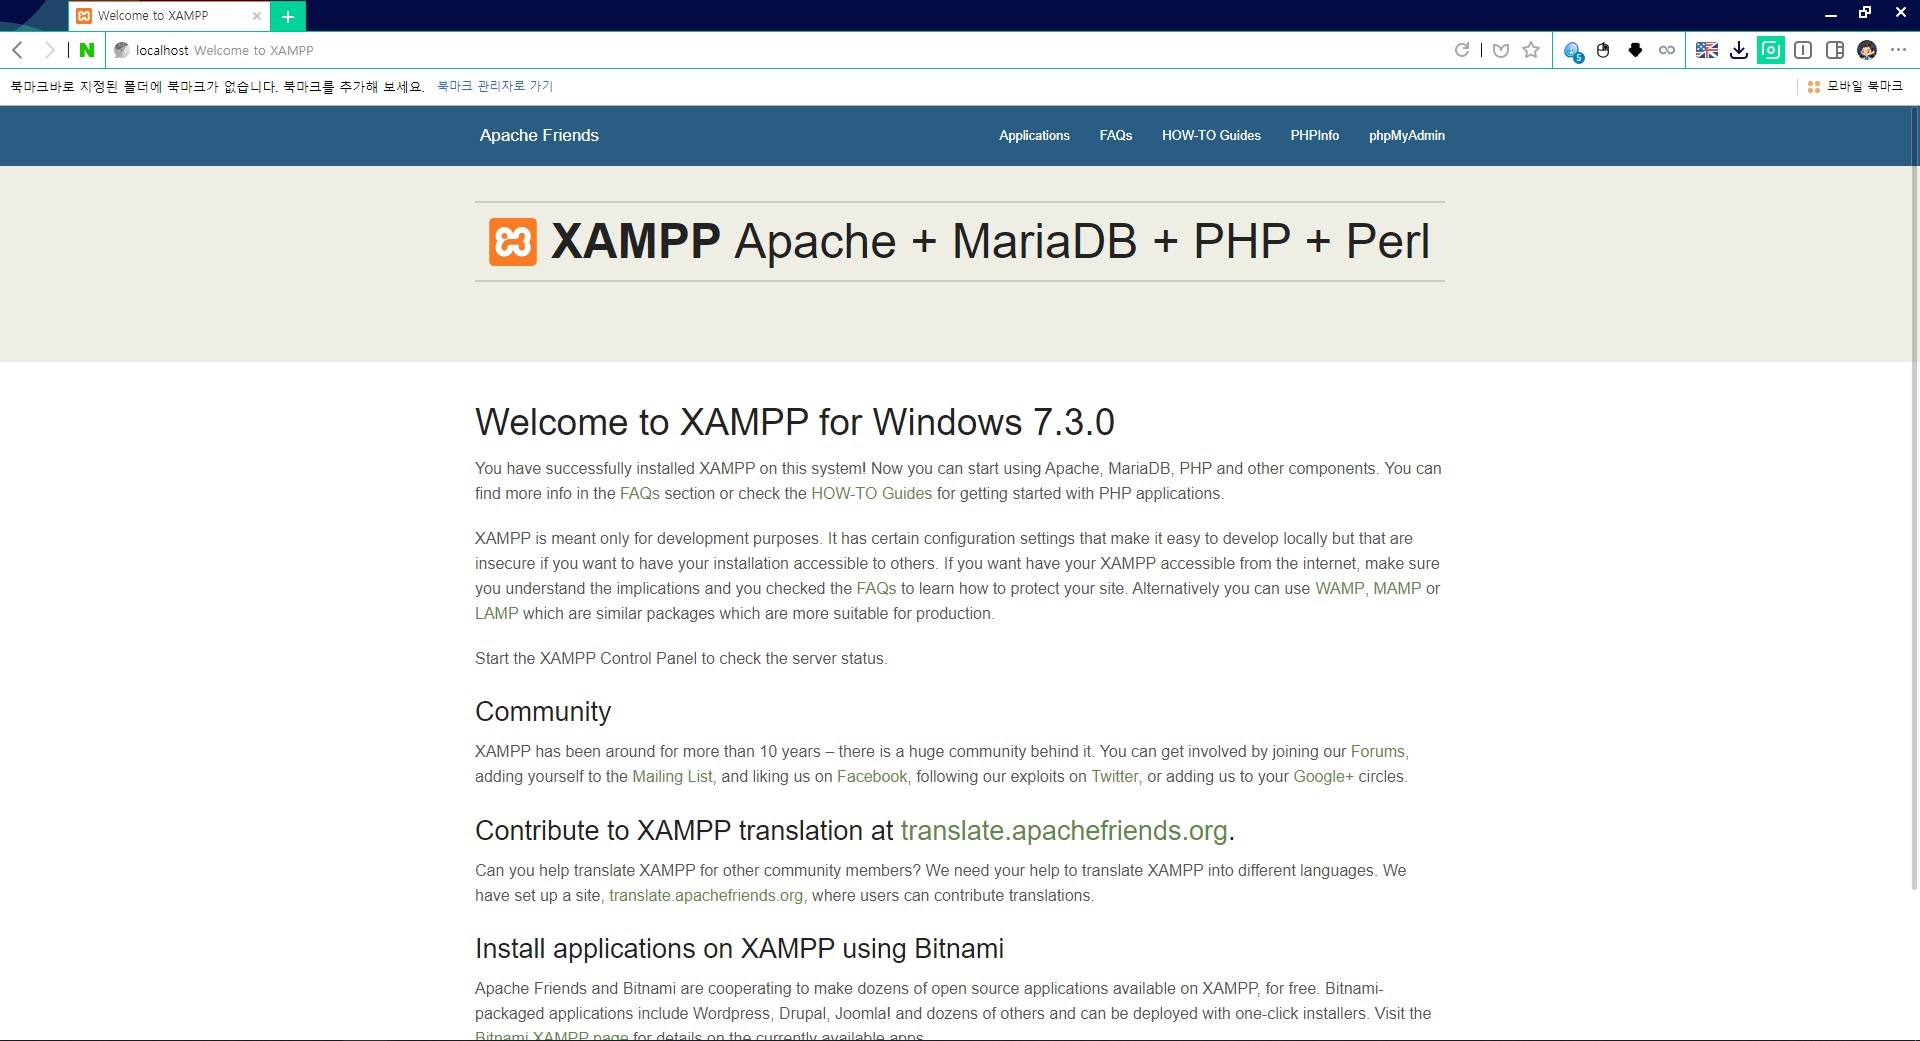 Welcome to XAMPP
N localhost Welcome to XAMPP
5
북마크바로 지정된 폴더에 북마크가 없습니다. 북마크를 추가해 보세요. 북마크 관리자로 가기
모바일 북마크
Apache Friends
Applications FAQs HOW-TO Guides PHPInfo phpMyAdmin
XAMPP Apache + MariaDB + PHP + Perl
Welcome to XAMPP for Windows 7.3.0
You have successfully installed XAMPP on this system! Now you can start using Apache, MariaDB, PHP and other components. You can
find more info in the FAQs section or check the HOW-TO Guides for getting started with PHP applications.
XAMPP is meant only for development purposes. It has certain configuration settings that make it easy to develop locally but that are
insecure if you want to have your installation accessible to others. If you want have your XAMPP accessible from the internet, make sure
you understand the implications and you checked the FAQs to learn how to protect your site. Alternatively you can use WAMP, MAMP or
LAMP which are similar packages which are more suitable for production.
Start the XAMPP Control Panel to check the server status.
Community
XAMPP has been around for more than 10 years – there is a huge community behind it. You can get involved by joining our Forums,
adding yourself to the Mailing List, and liking us on Facebook, following our exploits on Twitter, or adding us to your Google+ circles.
Contribute to XAMPP translation at translate.apachefriends.org.
Can you help translate XAMPP for other community members? We need your help to translate XAMPP into different languages. We
have set up a site, translate.apachefriends.org, where users can contribute translations.
Install applications on XAMPP using Bitnami
Apache Friends and Bitnami are cooperating to make dozens of open source applications available on XAMPP, for free. Bitnami-
packaged applications include Wordpress, Drupal, Joomla! and dozens of others and can be deployed with one-click installers. Visit the
Bitnami XAMPP page for details on the currently available apps.